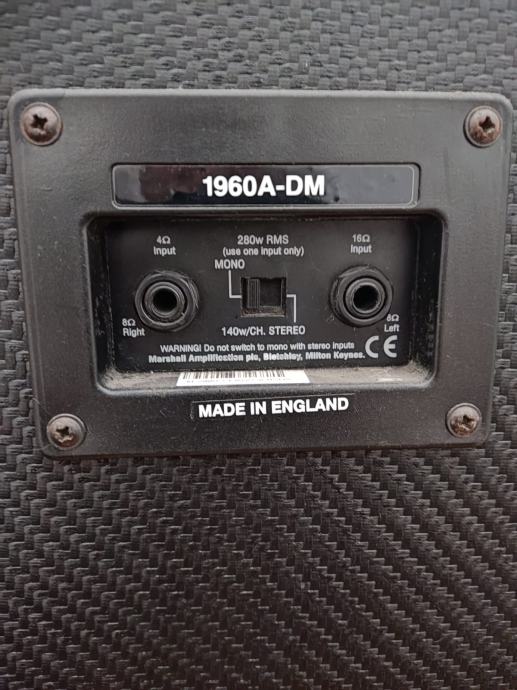 1960A-DM
4Ω
Input
280w RMS
(use one input only)
16Ω
Input
MONO
8Ω
Right
140w/CH. STEREO
8Ω
Left
WARNING! Do not switch to mono with stereo inputs
Marshall Amplification plc, Bletchley, Milton Keynes.
CE
MADE IN ENGLAND